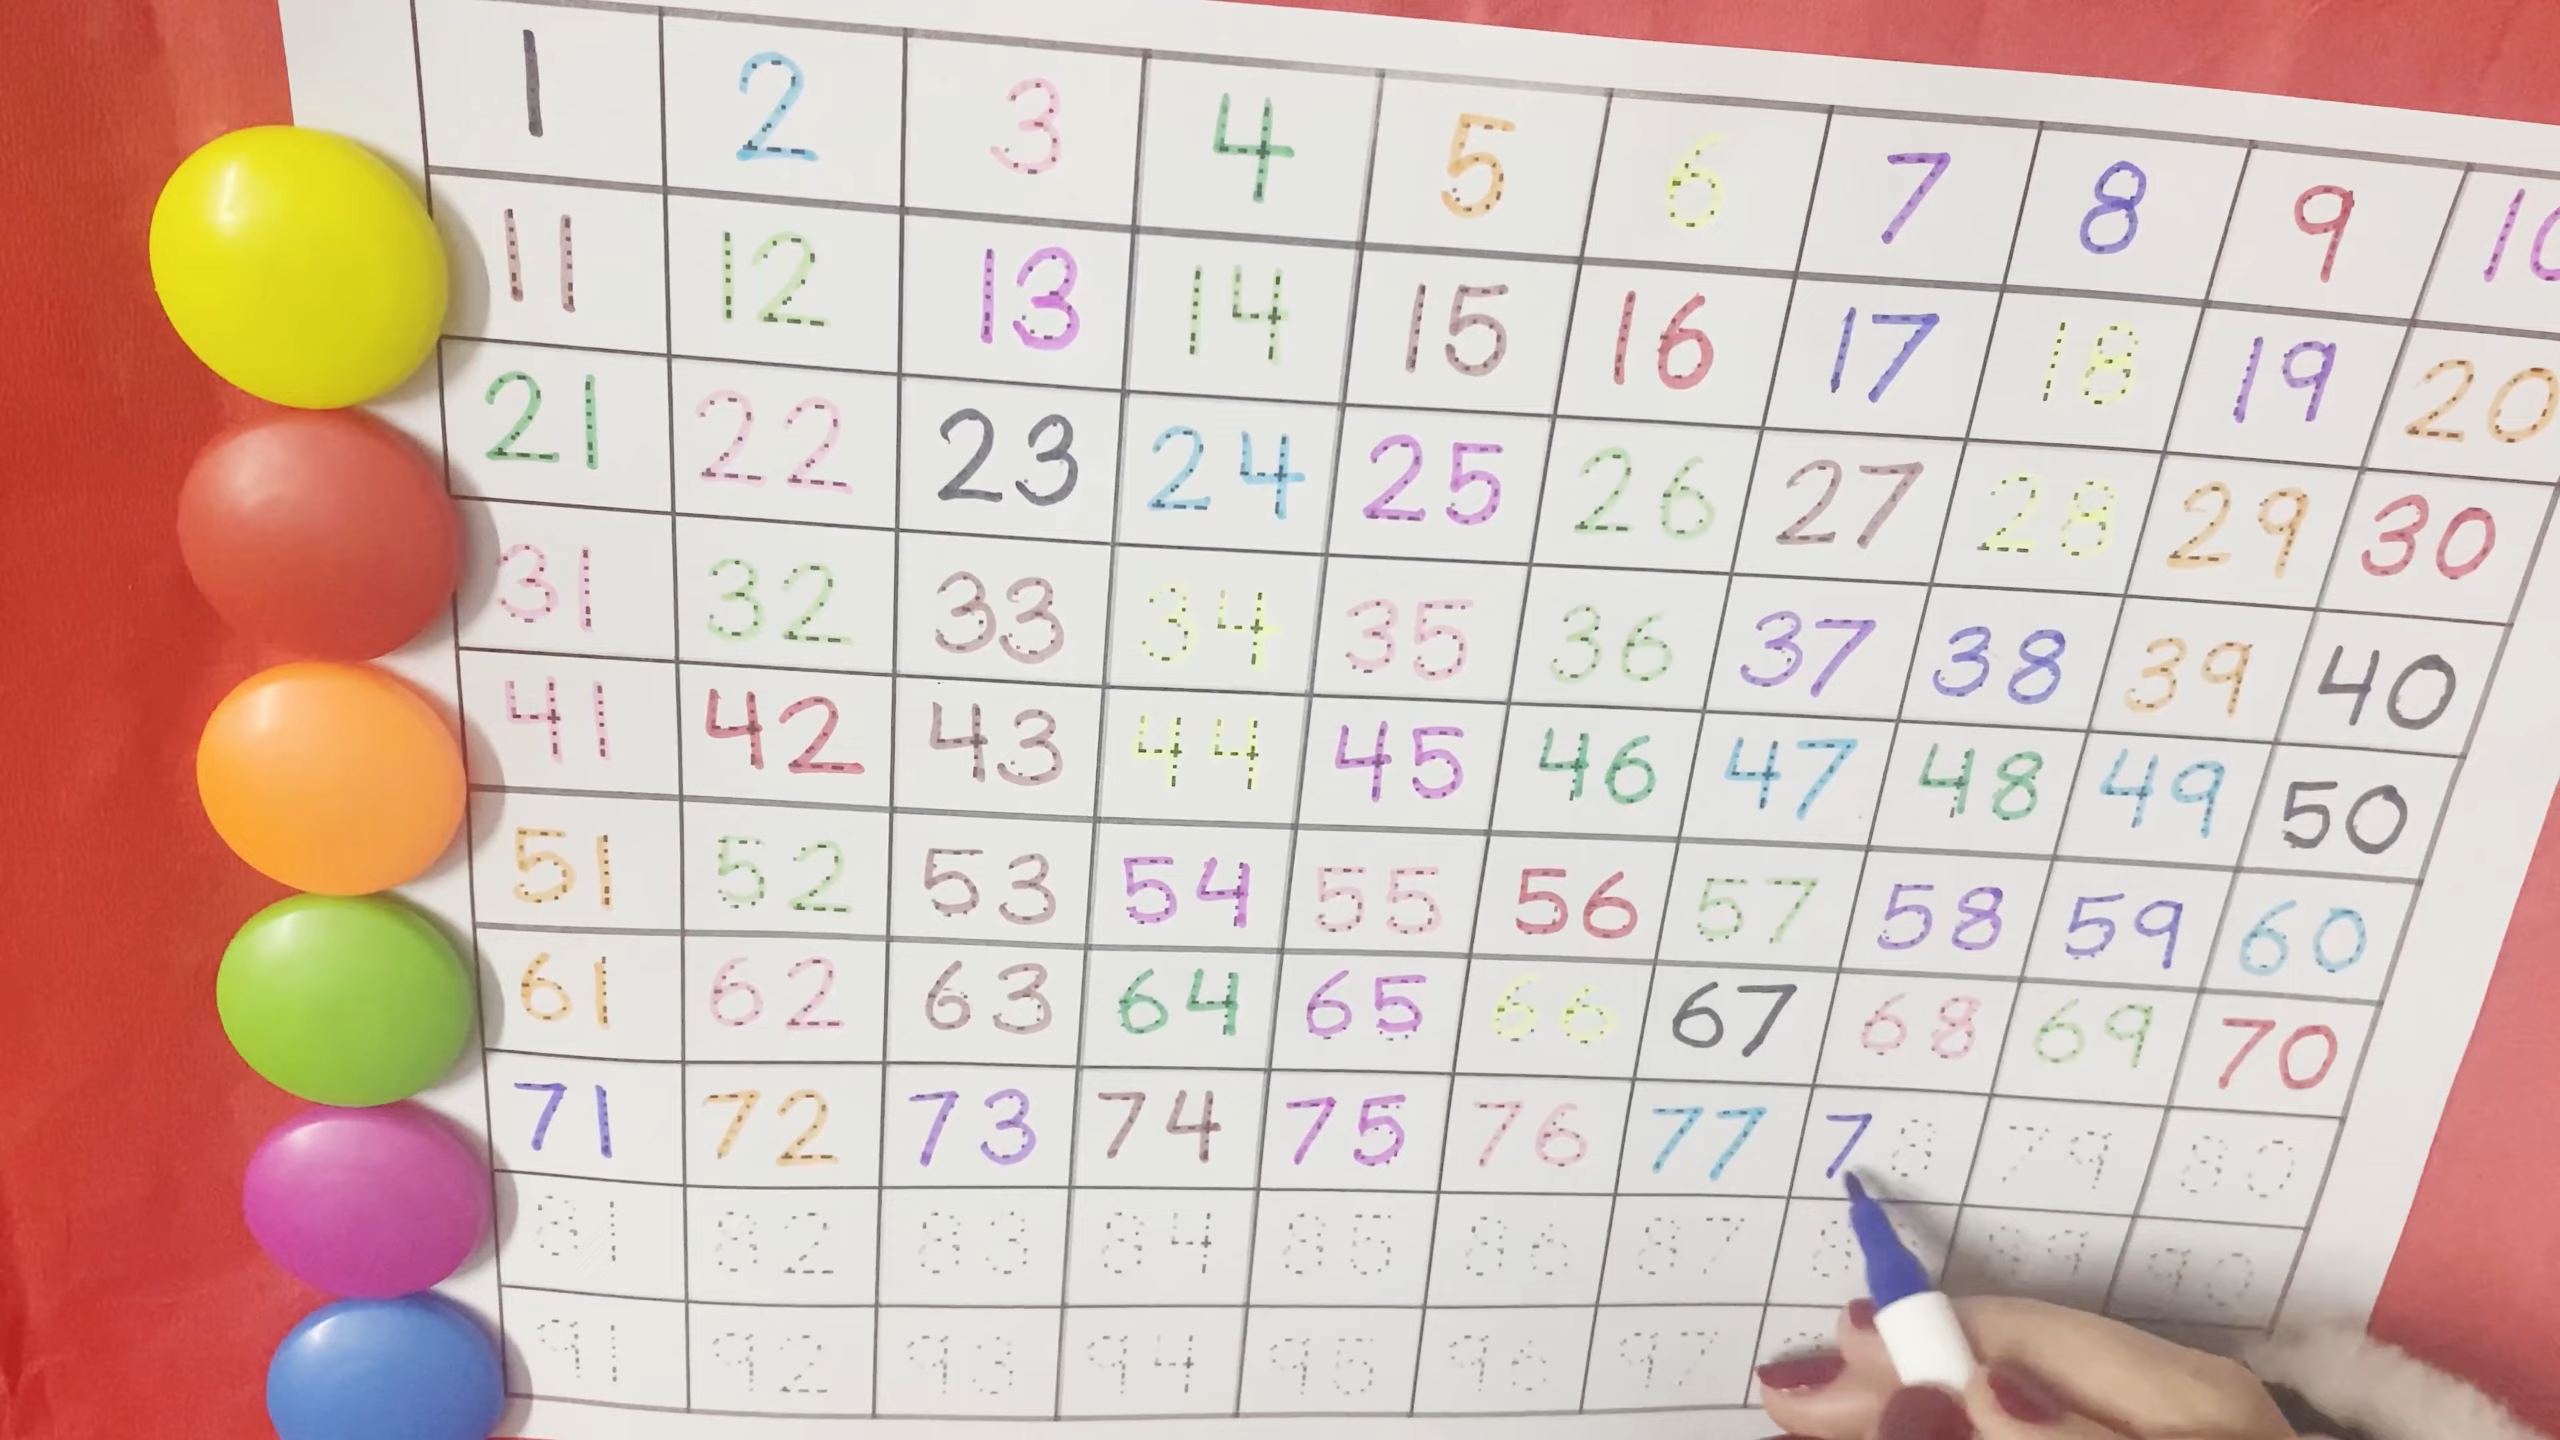 1 2 3 4 5 6 7 8 9 10
11 12 13 14 15 16 17 18 19 20
21 22 23 24 25 26 27 28 29 30
31 32 33 34 35 36 37 38 39 40
41 42 43 44 45 46 47 48 49 50
51 52 53 54 55 56 57 58 59 60
61 62 63 64 65 66 67 68 69 70
71 72 73 74 75 76 77 78 79 80
81 82 83 84 85 86 87 89 90
91 92 93 94 95 96 97